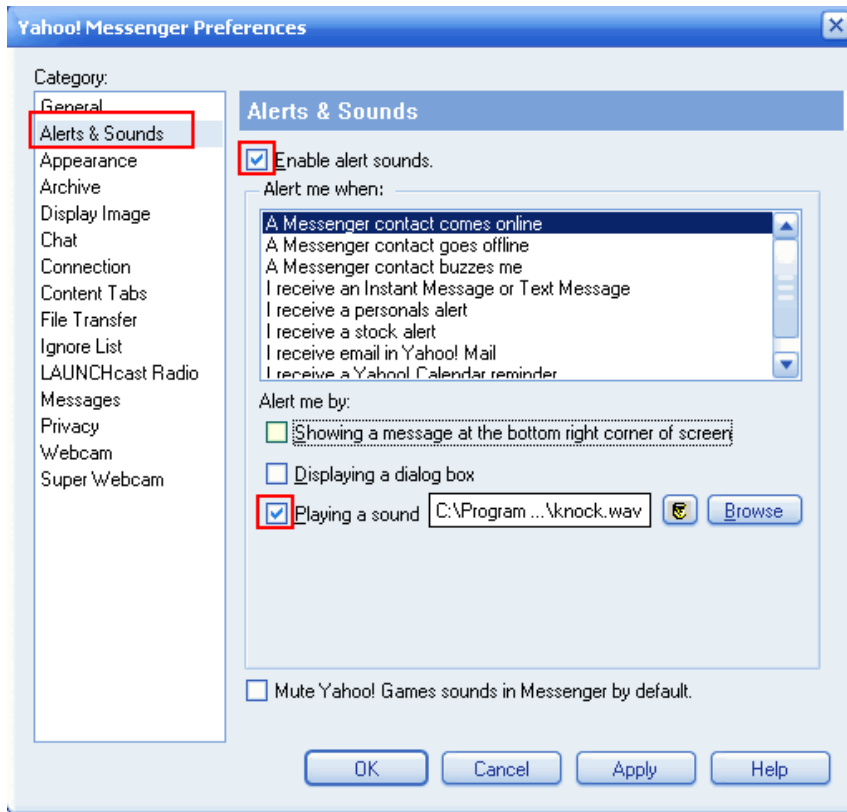 Yahoo! Messenger Preferences
Category:
General
Alerts & Sounds
Appearance
Archive
Display Image
Chat
Connection
Content Tabs
File Transfer
Ignore List
LAUNCHcast Radio
Messages
Privacy
Webcam
Super Webcam
Alerts & Sounds
Enable alert sounds.
Alert me when:
A Messenger contact comes online
A Messenger contact goes offline
A Messenger contact buzzes me
I receive an Instant Message or Text Message
I receive a personals alert
I receive a stock alert
I receive email in Yahoo! Mail
I receive a Yahoo! Calendar reminder
Alert me by:
Showing a message at the bottom right corner of screen
Displaying a dialog box
Playing a sound C:\Program ...\knock.wav Browse
Mute Yahoo! Games sounds in Messenger by default.
OK Cancel Apply Help